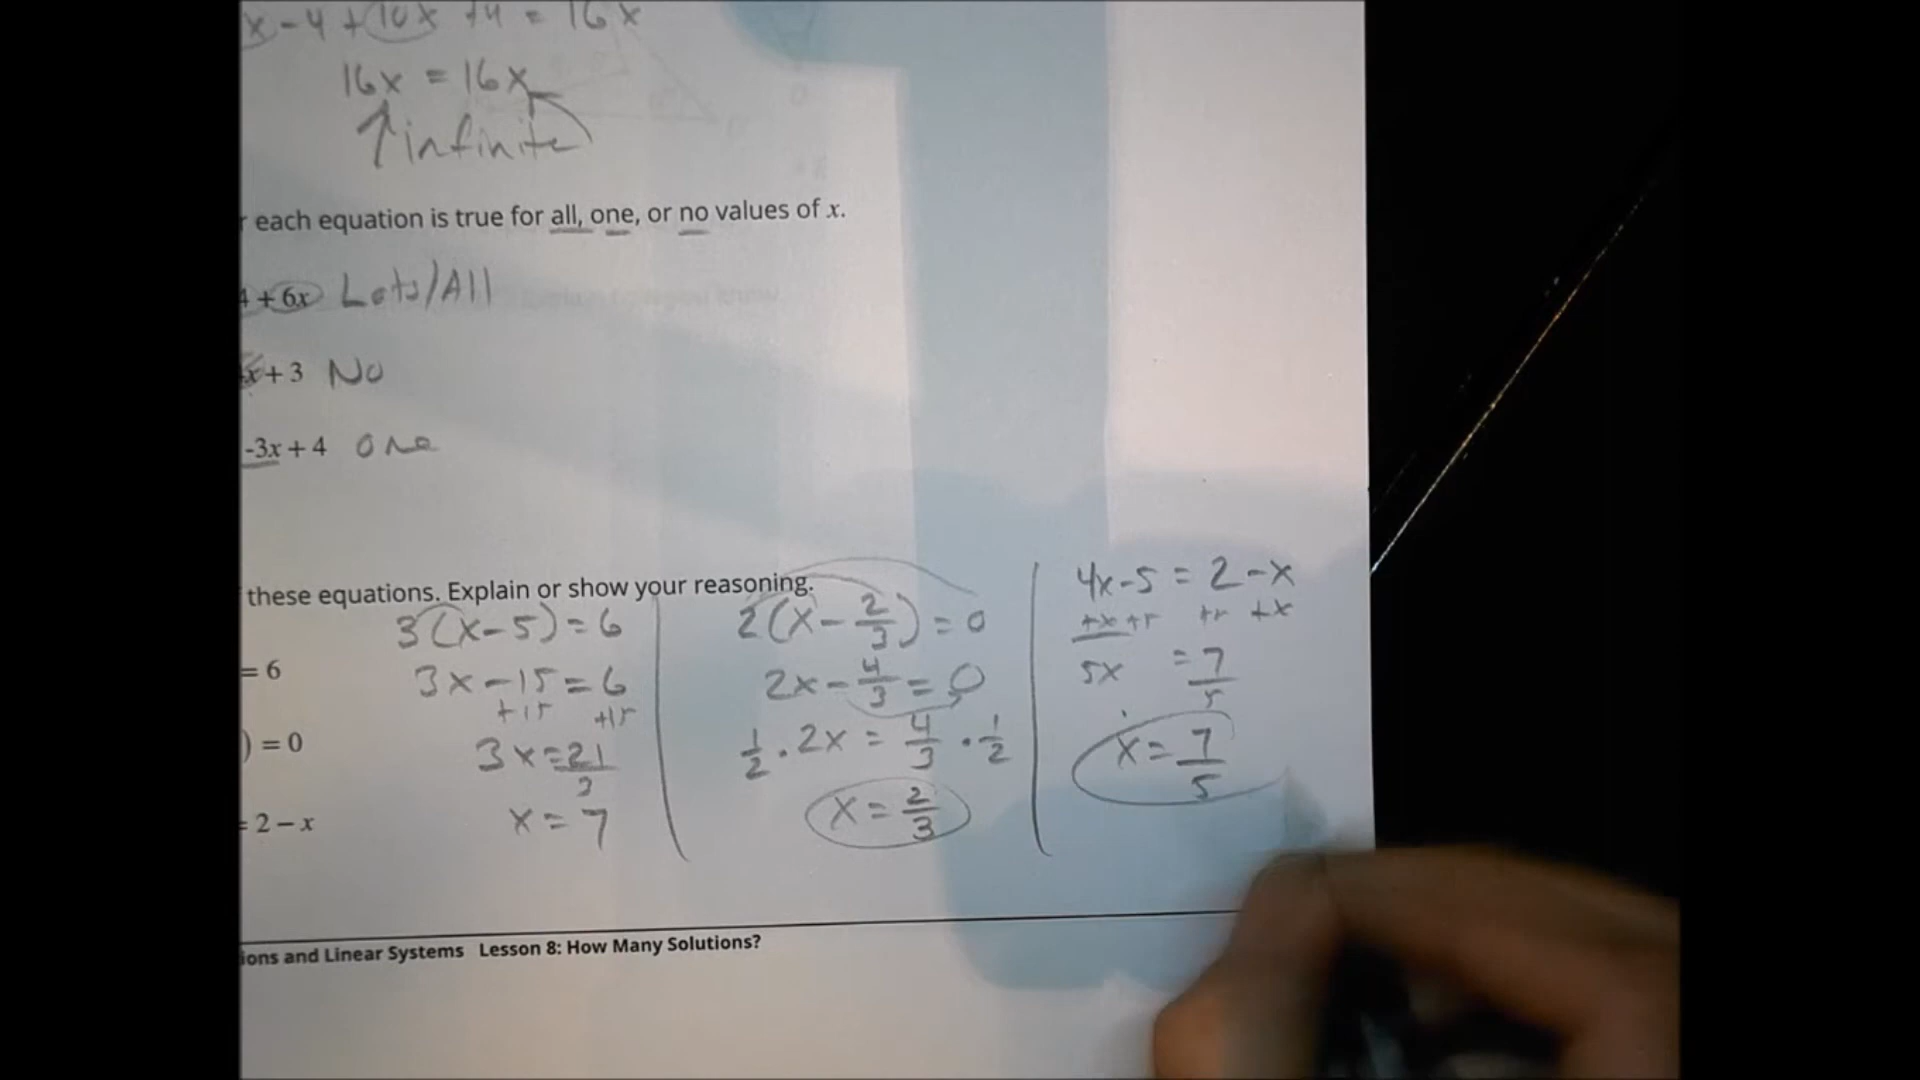 x - 4 + 10x + 4 = 16x
16x = 16x
infinite
each equation is true for all, one, or no values of x.
4 + 6x Lots/All
x + 3 No
-3x + 4 one
these equations. Explain or show your reasoning.
= 6
) = 0
= 2 - x
3(x-5) = 6
3x - 15 = 6
+15 +15
3x = 21
3
x = 7
2(x - 2/3) = 0
2x - 4/3 = 0
1/2 · 2x = 4/3 · 1/2
x = 2/3
4x - 5 = 2 - x
+x +5 +5 +x
5x = 7
5
x = 7/5
ions and Linear Systems Lesson 8: How Many Solutions?